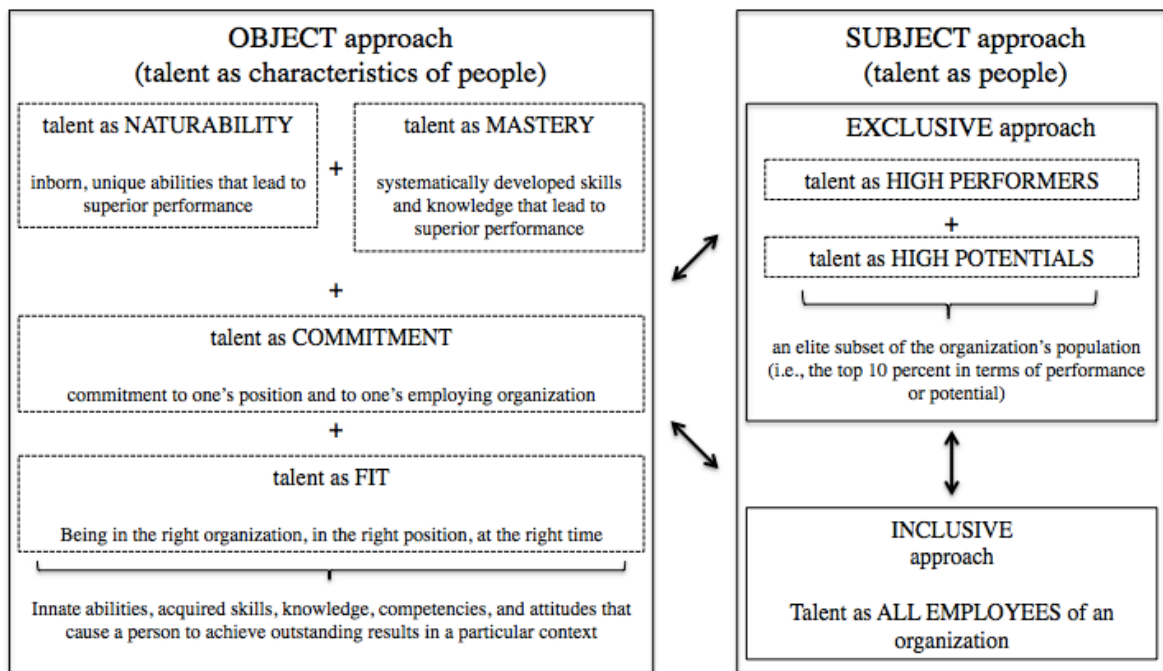 OBJECT approach
(talent as characteristics of people)
talent as NATURABILITY
inborn, unique abilities that lead to
superior performance
+
talent as MASTERY
systematically developed skills
and knowledge that lead to
superior performance
+
talent as COMMITMENT
commitment to one's position and to one's employing organization
+
talent as FIT
Being in the right organization, in the right position, at the right time
Innate abilities, acquired skills, knowledge, competencies, and attitudes that
cause a person to achieve outstanding results in a particular context
SUBJECT approach
(talent as people)
EXCLUSIVE approach
talent as HIGH PERFORMERS
+
talent as HIGH POTENTIALS
an elite subset of the organization's population
(i.e., the top 10 percent in terms of performance
or potential)
INCLUSIVE
approach
Talent as ALL EMPLOYEES of an
organization